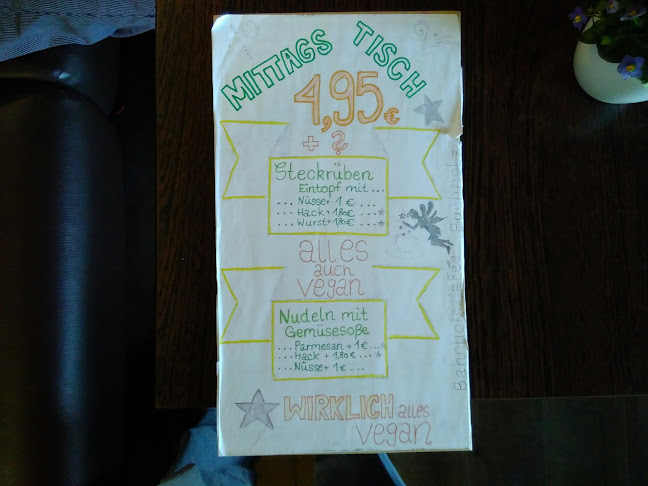 MITTAGS TISCH
4,95€
+ ?
Steckrüben
Eintopf mit...
... Nüsse + 1 € ...
... Hack + 1,80€ ...
... Wurst + 1,80€ ...
alles
auch
vegan
Nudeln mit
Gemüsesoße
... Parmesan + 1€ ...
... Hack + 1,80€ ...
... Nüsse + 1€ ...
WIRKLICH alles
vegan
Buchholz